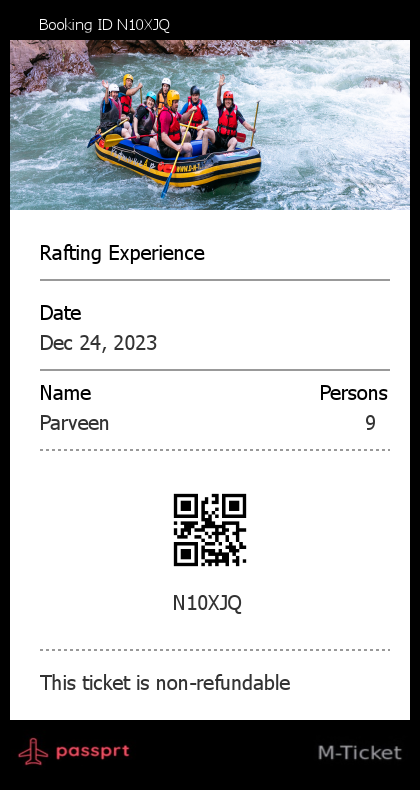 Booking ID N10XJQ
Rafting Experience
Date
Dec 24, 2023
Name Persons
Parveen 9
N10XJQ
This ticket is non-refundable
passprt M-Ticket